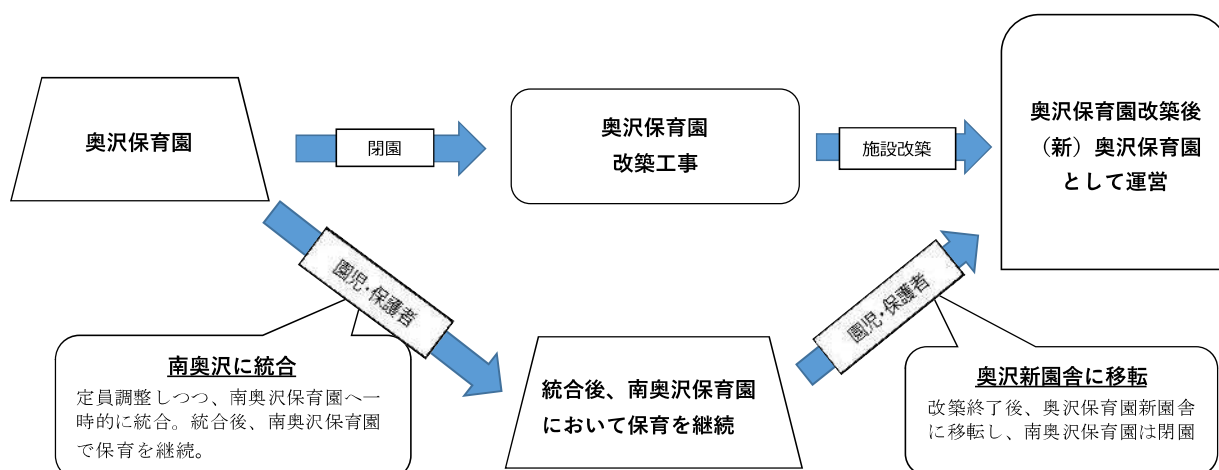 奥沢保育園
閉園
奥沢保育園
改築工事
施設改築
奥沢保育園改築後
（新）奥沢保育園
として運営
園児・保護者
園児・保護者
南奥沢に統合
定員調整しつつ、南奥沢保育園へ一
時的に統合。統合後、南奥沢保育園
で保育を継続。
統合後、南奥沢保育園
において保育を継続
奥沢新園舎に移転
改築終了後、奥沢保育園新園舎
に移転し、南奥沢保育園は閉園